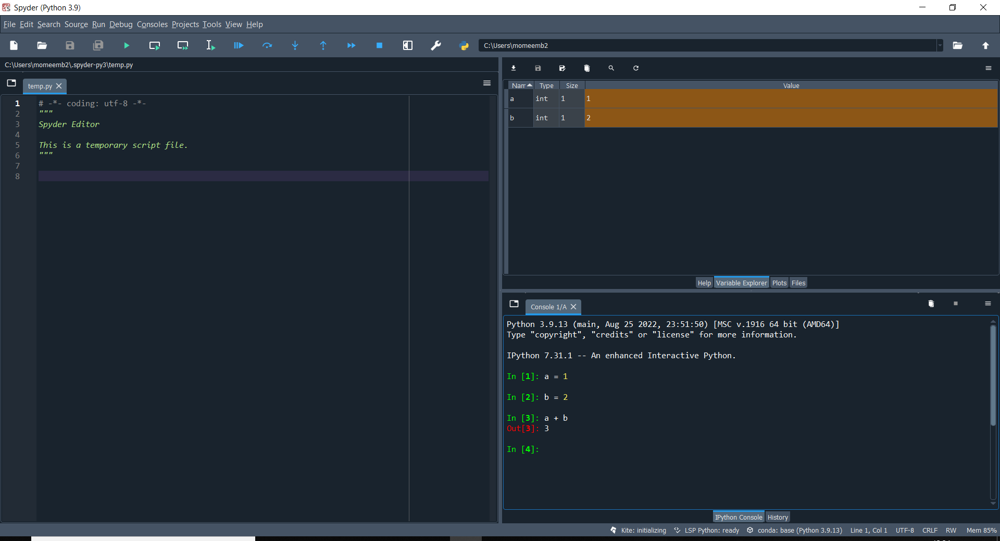 Spyder (Python 3.9)
File Edit Search Source Run Debug Consoles Projects Tools View Help
C:\Users\momeemb2
C:\Users\momeemb2\.spyder-py3\temp.py
temp.py
1 # -*- coding: utf-8 -*-
2 """
3 Spyder Editor
4
5 This is a temporary script file.
6 """
7
8
Nam Type Size Value
a int 1 1
b int 1 2
Help Variable Explorer Plots Files
Console 1/A
Python 3.9.13 (main, Aug 25 2022, 23:51:50) [MSC v.1916 64 bit (AMD64)]
Type "copyright", "credits" or "license" for more information.
IPython 7.31.1 -- An enhanced Interactive Python.
In [1]: a = 1
In [2]: b = 2
In [3]: a + b
Out[3]: 3
In [4]:
IPython Console History
Kite: initializing LSP Python: ready conda: base (Python 3.9.13) Line 1, Col 1 UTF-8 CRLF RW Mem 85%